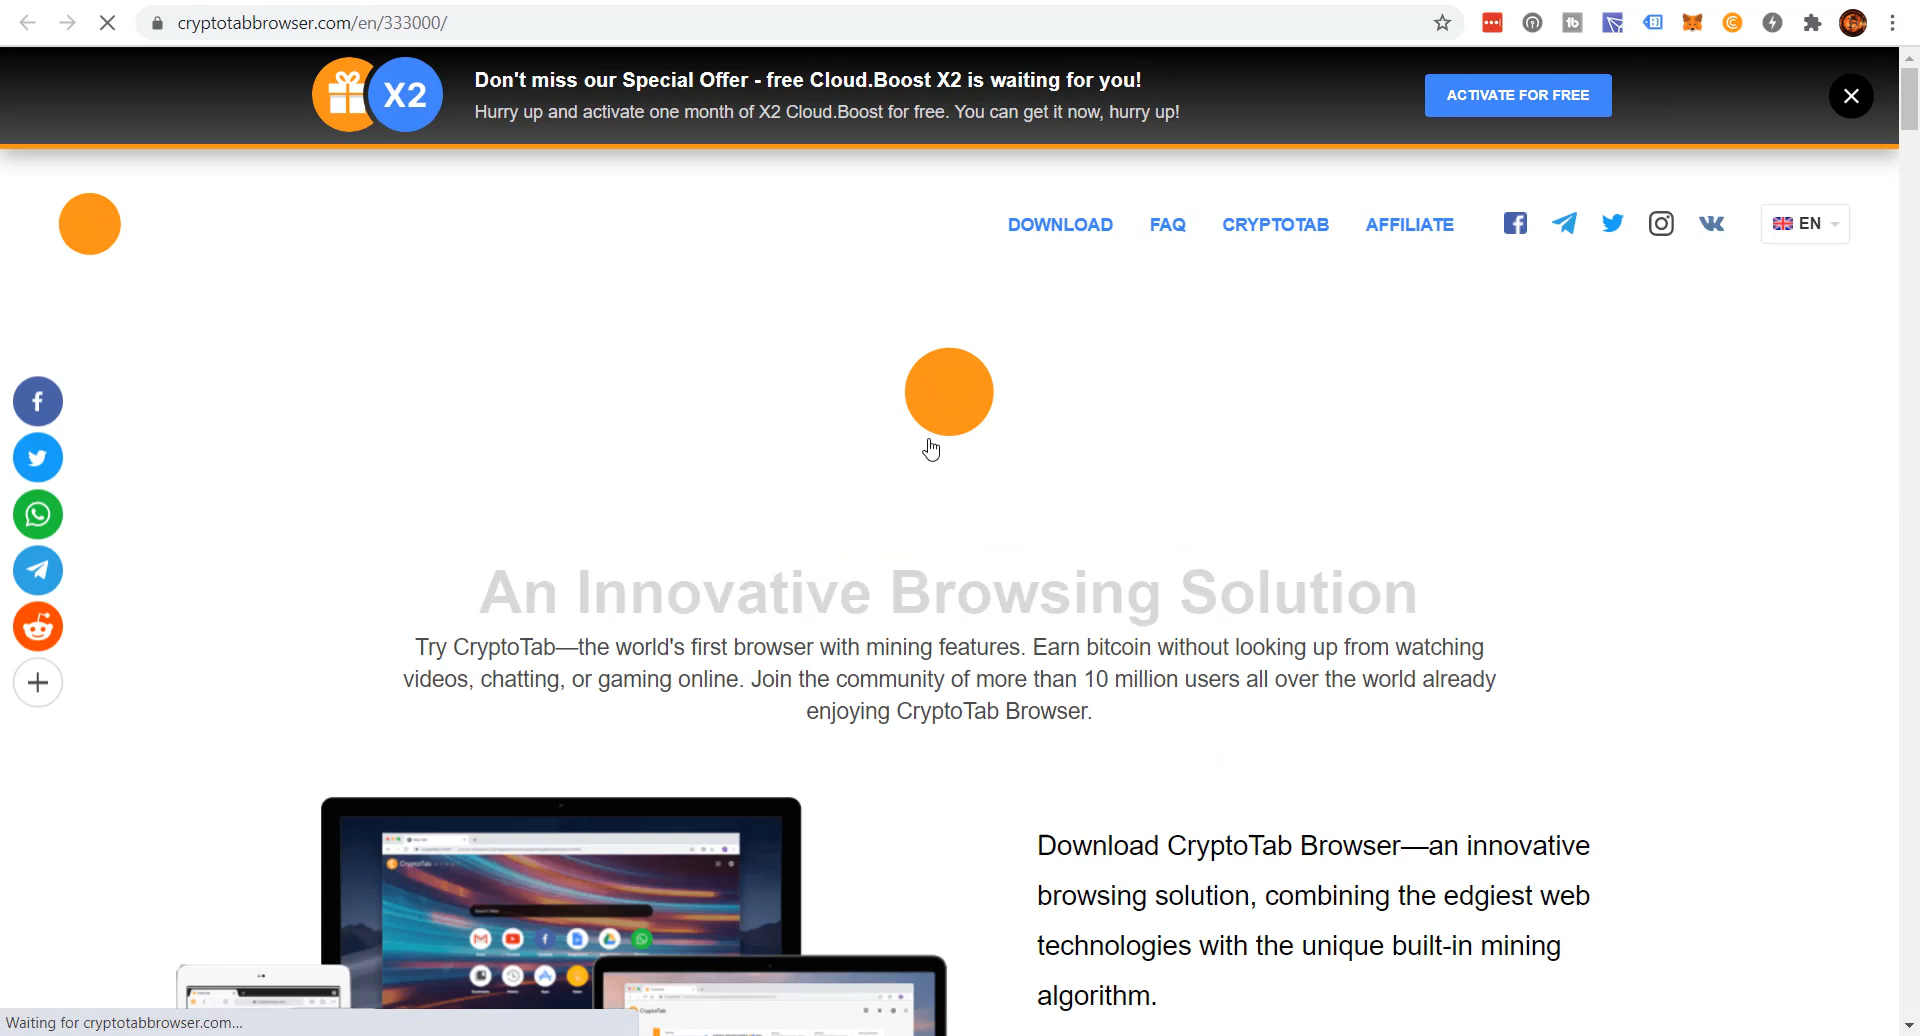 cryptotabbrowser.com/en/333000/
X2
Don't miss our Special Offer - free Cloud.Boost X2 is waiting for you!
Hurry up and activate one month of X2 Cloud.Boost for free. You can get it now, hurry up!
ACTIVATE FOR FREE
DOWNLOAD FAQ CRYPTOTAB AFFILIATE EN
An Innovative Browsing Solution
Try CryptoTab—the world's first browser with mining features. Earn bitcoin without looking up from watching
videos, chatting, or gaming online. Join the community of more than 10 million users all over the world already
enjoying CryptoTab Browser.
CryptoTab
Download CryptoTab Browser—an innovative
browsing solution, combining the edgiest web
technologies with the unique built-in mining
algorithm.
CryptoTab
Waiting for cryptotabbrowser.com...